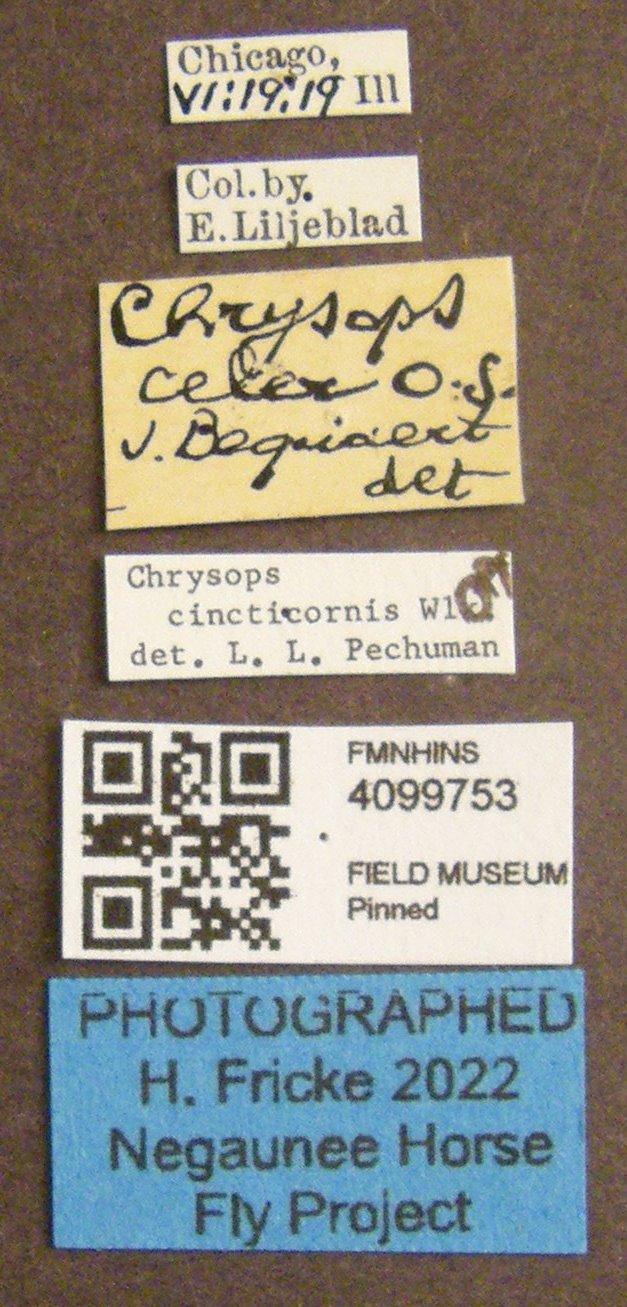 Chicago,
VI:19:19 Ill
Col.by.
E.Liljeblad
Chrysops
celer O.S.
J. Bequaert
det
Chrysops
cincticornis Wlk
det. L. L. Pechuman
FMNHINS
4099753
FIELD MUSEUM
Pinned
PHOTOGRAPHED
H. Fricke 2022
Negaunee Horse
Fly Project